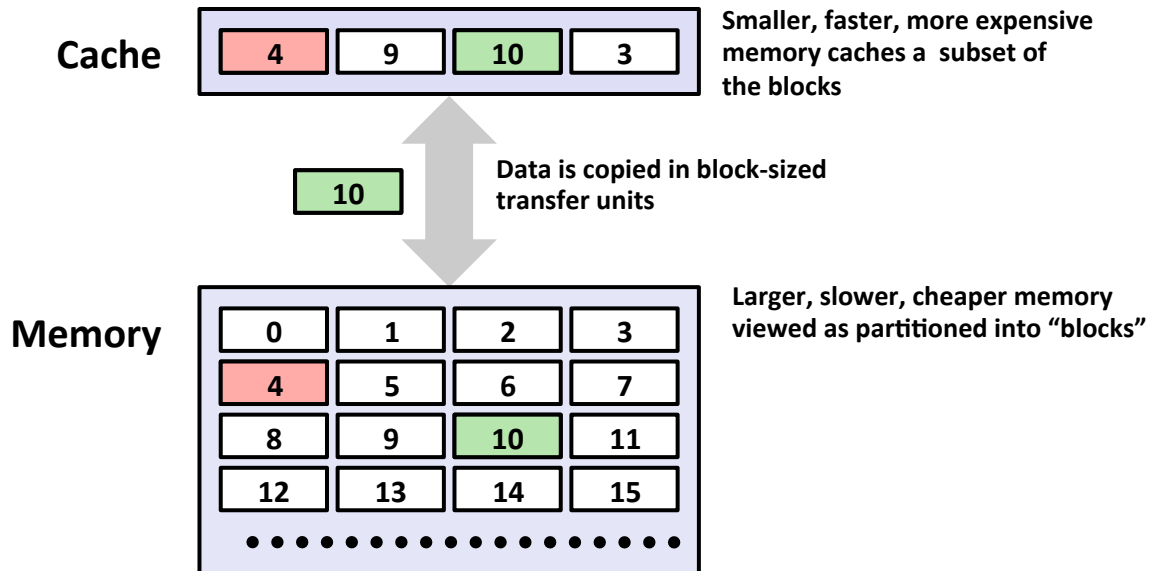 Cache
4 9 10 3
Smaller, faster, more expensive
memory caches a subset of
the blocks
10
Data is copied in block-sized
transfer units
Memory
Larger, slower, cheaper memory
viewed as partitioned into “blocks”
0 1 2 3
4 5 6 7
8 9 10 11
12 13 14 15